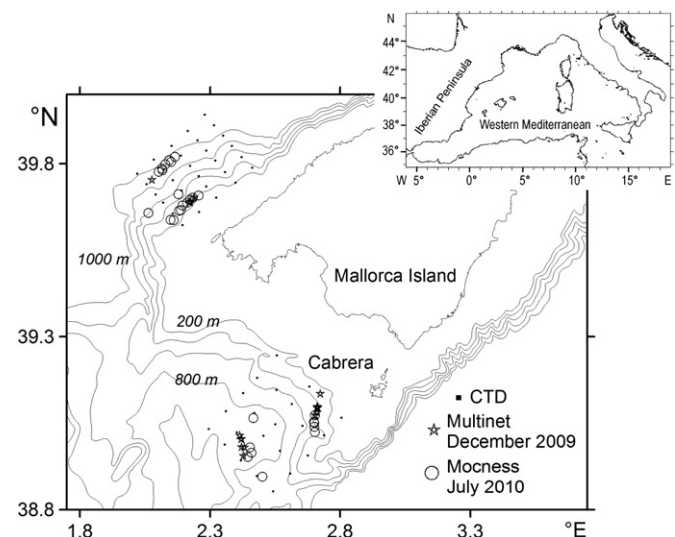 N
44°
42°
40°
38°
36°
Iberian Peninsula
Western Mediterranean
W 5° 0° 5° 10° 15° E
°N
39.8
39.3
38.8
1000 m
200 m
800 m
Mallorca Island
Cabrera
CTD
Multinet
December 2009
Mocness
July 2010
1.8 2.3 2.8 3.3 °E